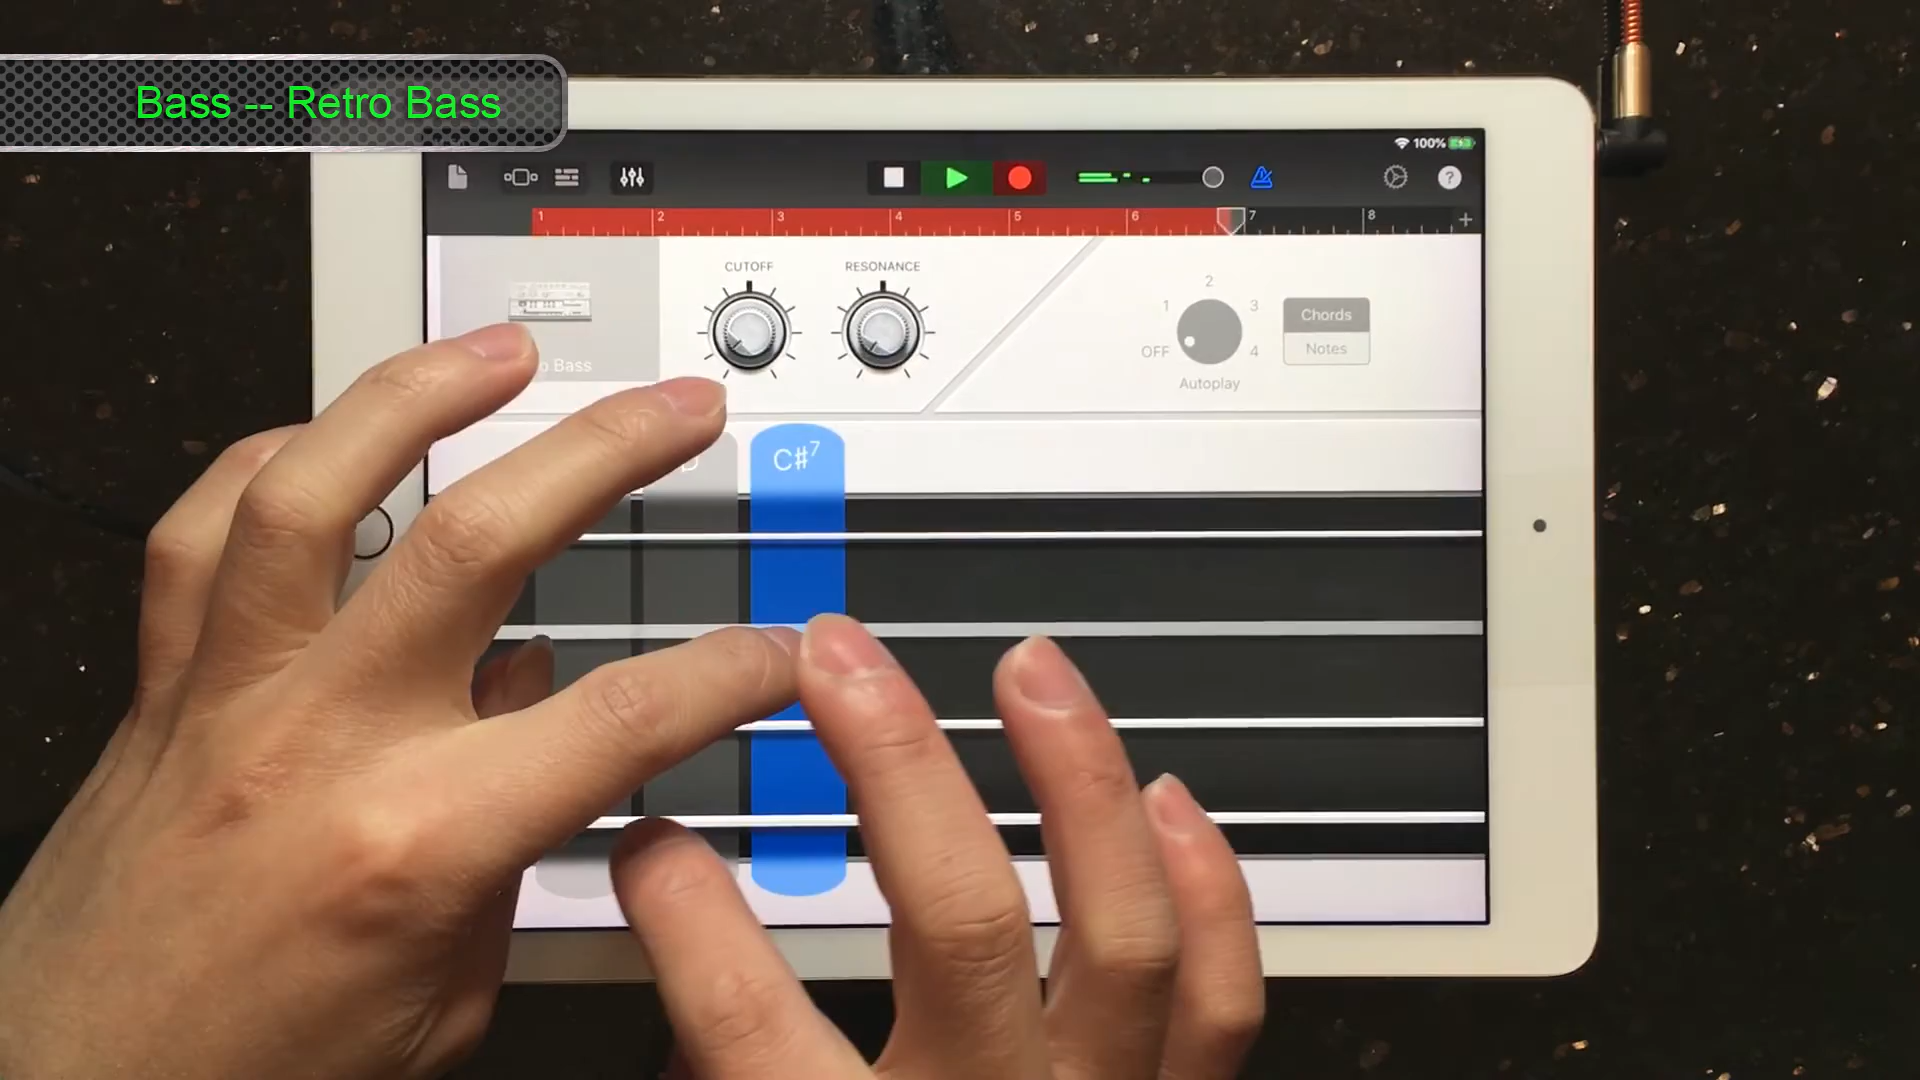 Bass -- Retro Bass
100%
?
1 2 3 4 5 6 7 8 +
CUTOFF RESONANCE
2
1 3
Chords
Notes
OFF 4
Bass
Autoplay
C#7